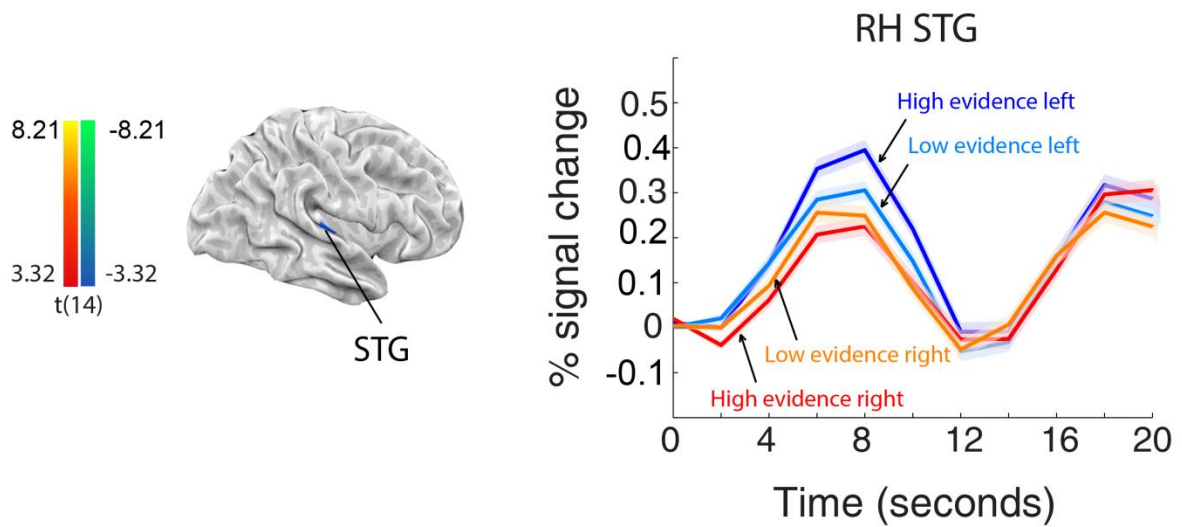 8.21 -8.21
3.32 -3.32
t(14)
STG
RH STG
% signal change
0.5
0.4
0.3
0.2
0.1
0
-0.1
High evidence left
Low evidence left
Low evidence right
High evidence right
0 4 8 12 16 20
Time (seconds)